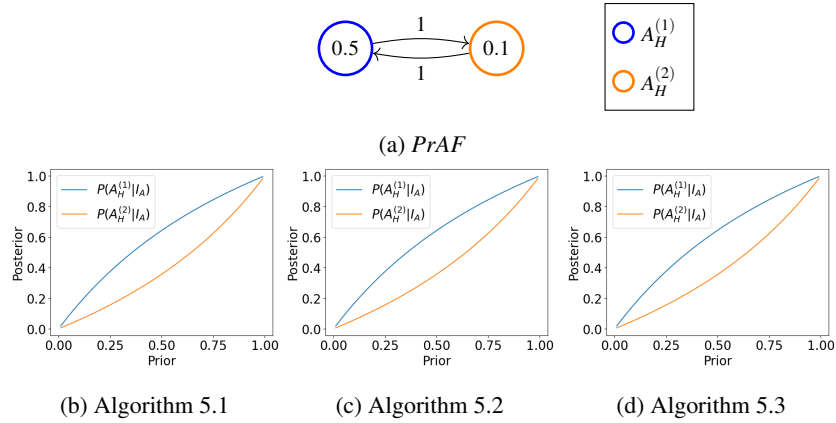 1
0.5 0.1
1
A_H^{(1)}
A_H^{(2)}
(a) PrAF
1.0
0.8
0.6
0.4
0.2
0.0
Posterior
P(A_H^{(1)}|I_A)
P(A_H^{(2)}|I_A)
0.00 0.25 0.50 0.75 1.00
Prior
(b) Algorithm 5.1
1.0
0.8
0.6
0.4
0.2
0.0
Posterior
P(A_H^{(1)}|I_A)
P(A_H^{(2)}|I_A)
0.00 0.25 0.50 0.75 1.00
Prior
(c) Algorithm 5.2
1.0
0.8
0.6
0.4
0.2
0.0
Posterior
P(A_H^{(1)}|I_A)
P(A_H^{(2)}|I_A)
0.00 0.25 0.50 0.75 1.00
Prior
(d) Algorithm 5.3